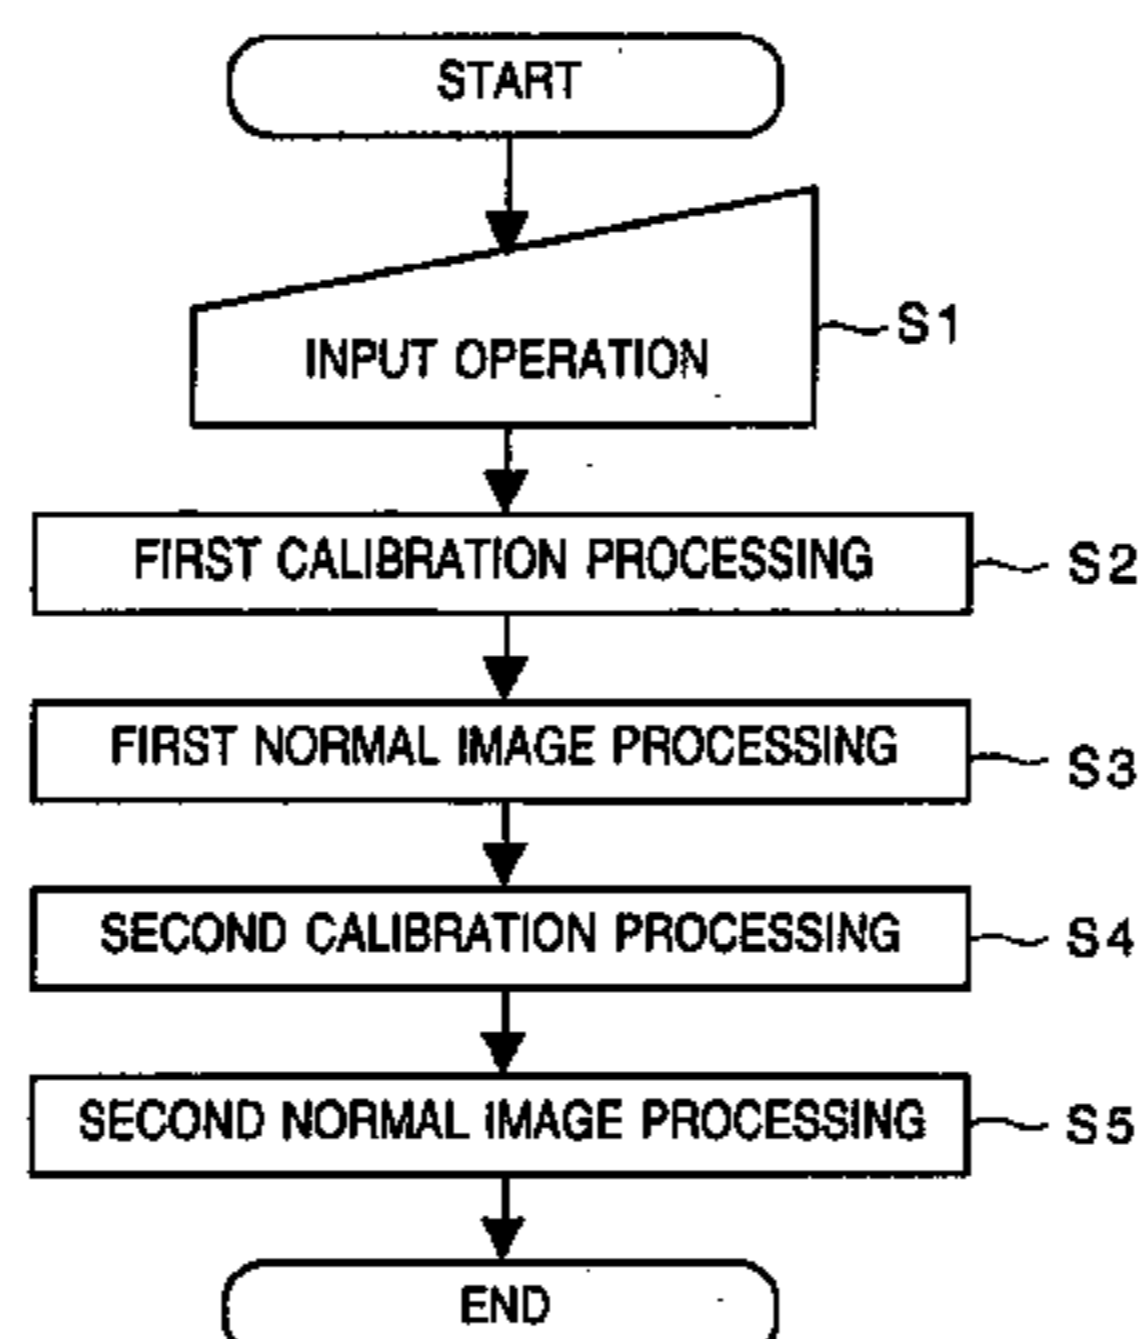 START
INPUT OPERATION
S1
FIRST CALIBRATION PROCESSING
S2
FIRST NORMAL IMAGE PROCESSING
S3
SECOND CALIBRATION PROCESSING
S4
SECOND NORMAL IMAGE PROCESSING
S5
END